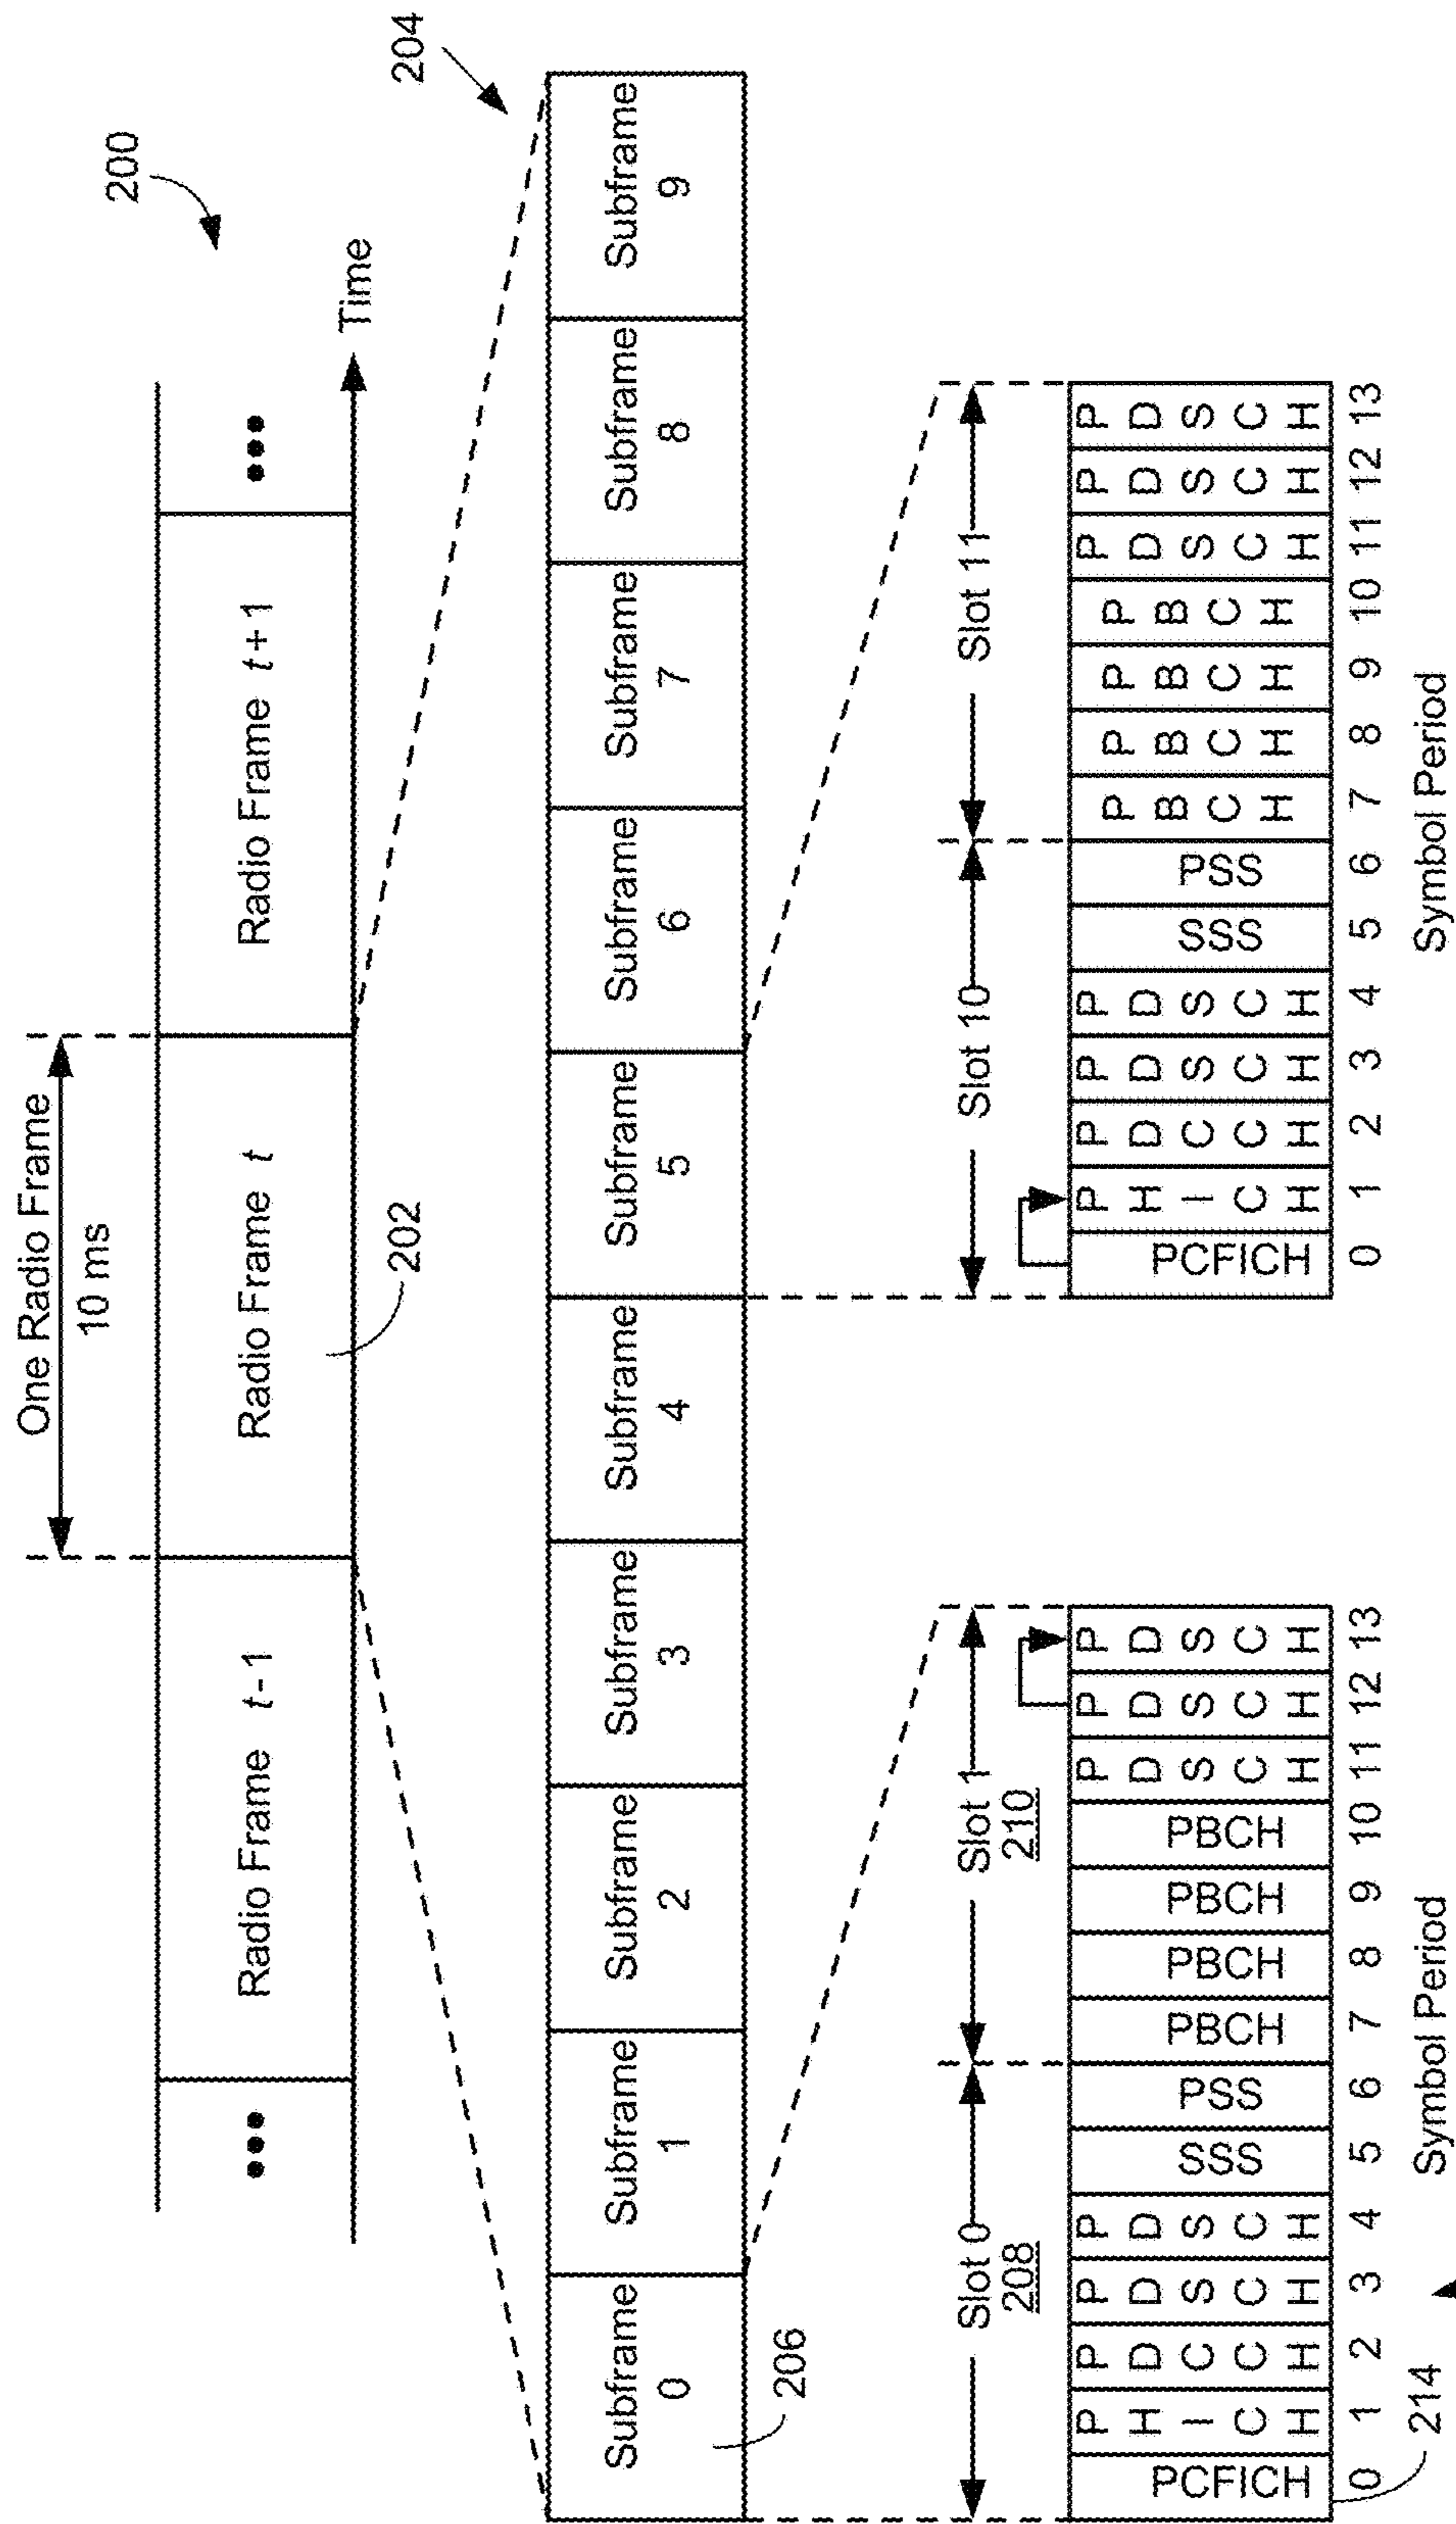 200
One Radio Frame
10 ms
••• Radio Frame t-1 Radio Frame t Radio Frame t+1 •••
Time
202
204
Subframe 0 Subframe 1 Subframe 2 Subframe 3 Subframe 4 Subframe 5 Subframe 6 Subframe 7 Subframe 8 Subframe 9
206
Slot 0 Slot 1 Slot 10 Slot 11
208 210
PCFICH PHICH PDCCH PDSCH PDSCH SSS PSS PBCH PBCH PBCH PBCH PDSCH PDSCH PDSCH
0 1 2 3 4 5 6 7 8 9 10 11 12 13
214
Symbol Period
PCFICH PHICH PDCCH PDSCH PDSCH SSS PSS PBCH PBCH PBCH PBCH PDSCH PDSCH PDSCH
0 1 2 3 4 5 6 7 8 9 10 11 12 13
Symbol Period